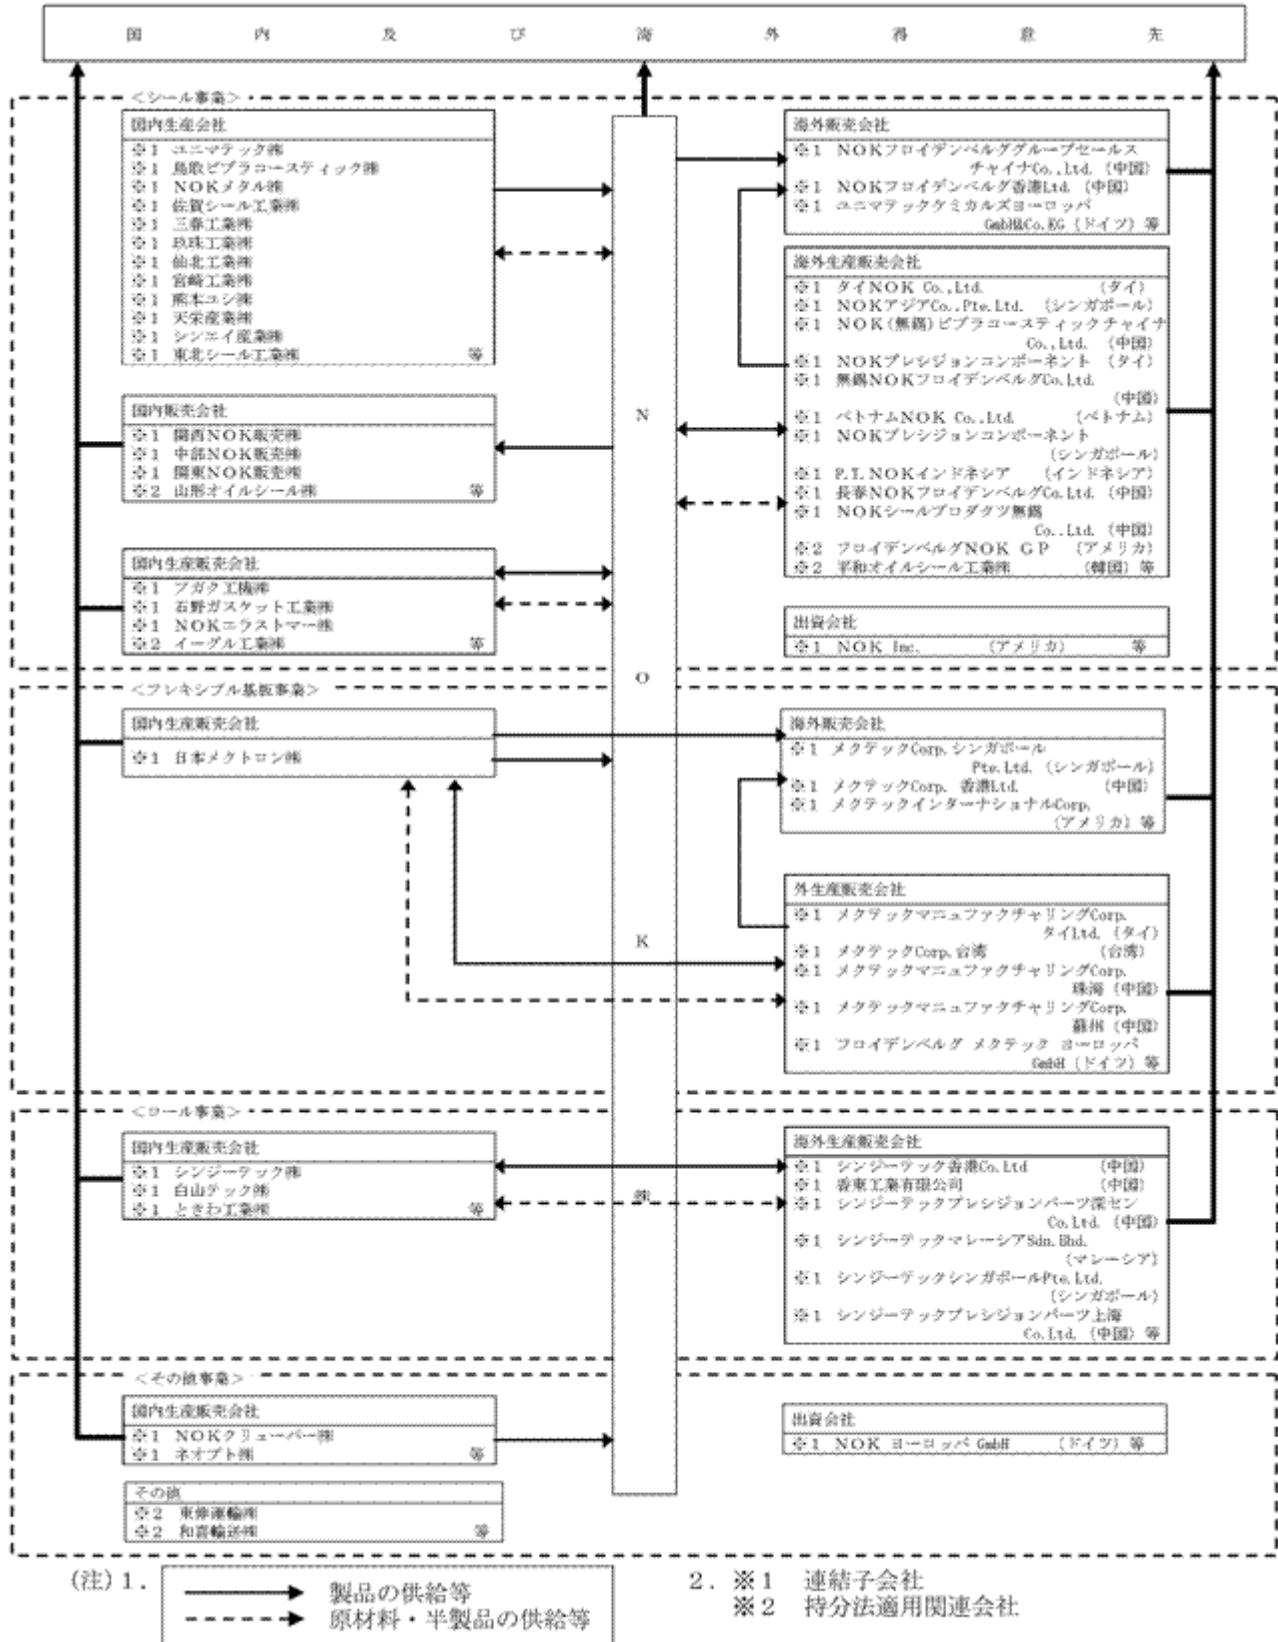 国内及び海外得意先
＜シール事業＞
国内生産会社
※1 ユニマテック㈱
※1 鳥取ビブラコースティック㈱
※1 NOKメタル㈱
※1 佐賀シール工業㈱
※1 三春工業㈱
※1 玖珠工業㈱
※1 仙北工業㈱
※1 宮崎工業㈱
※1 熊本ユシ㈱
※1 天栄産業㈱
※1 シンエイ産業㈱
※1 東北シール工業㈱ 等
国内販売会社
※1 関西NOK販売㈱
※1 中部NOK販売㈱
※1 関東NOK販売㈱
※2 山形オイルシール㈱ 等
国内生産販売会社
※1 フガク工機㈱
※1 石野ガスケット工業㈱
※1 NOKエラストマー㈱
※2 イーグル工業㈱ 等
NOK㈱
海外販売会社
※1 NOKフロイデンベルググループセールス
チャイナCo.,Ltd. (中国)
※1 NOKフロイデンベルグ香港Ltd. (中国)
※1 ユニマテックケミカルズヨーロッパ
GmbH&Co.KG (ドイツ) 等
海外生産販売会社
※1 タイNOK Co.,Ltd. (タイ)
※1 NOKアジアCo.,Pte.Ltd. (シンガポール)
※1 NOK(無錫)ビブラコースティックチャイナ
Co.,Ltd. (中国)
※1 NOKプレシジョンコンポーネント (タイ)
※1 無錫NOKフロイデンベルグCo.Ltd.
(中国)
※1 ベトナムNOK Co.,Ltd. (ベトナム)
※1 NOKプレシジョンコンポーネント
(シンガポール)
※1 P.T.NOKインドネシア (インドネシア)
※1 長春NOKフロイデンベルグCo.Ltd. (中国)
※1 NOKシールプロダクツ無錫
Co.,Ltd. (中国)
※2 フロイデンベルグNOK GP (アメリカ)
※2 平和オイルシール工業㈱ (韓国) 等
出資会社
※1 NOK Inc. (アメリカ) 等
＜フレキシブル基板事業＞
国内生産販売会社
※1 日本メクトロン㈱
海外販売会社
※1 メクテックCorp.シンガポール
Pte.Ltd. (シンガポール)
※1 メクテックCorp. 香港Ltd. (中国)
※1 メクテックインターナショナルCorp.
(アメリカ) 等
外生産販売会社
※1 メクテックマニュファクチャリングCorp.
タイLtd. (タイ)
※1 メクテックCorp.台湾 (台湾)
※1 メクテックマニュファクチャリングCorp.
珠海 (中国)
※1 メクテックマニュファクチャリングCorp.
蘇州 (中国)
※1 フロイデンベルグ メクテック ヨーロッパ
GmbH (ドイツ) 等
＜ロール事業＞
国内生産販売会社
※1 シンジーテック㈱
※1 白山テック㈱
※1 ときわ工業㈱ 等
海外生産販売会社
※1 シンジーテック香港Co.Ltd (中国)
※1 香東工業有限公司 (中国)
※1 シンジーテックプレシジョンパーツ深セン
Co.Ltd. (中国)
※1 シンジーテックマレーシアSdn.Bhd.
(マレーシア)
※1 シンジーテックシンガポールPte.Ltd.
(シンガポール)
※1 シンジーテックプレシジョンパーツ上海
Co.Ltd. (中国) 等
＜その他事業＞
国内生産販売会社
※1 NOKクリューバー㈱
※1 ネオプト㈱ 等
その他
※2 東伸運輸㈱
※2 和喜輸送㈱ 等
出資会社
※1 NOK ヨーロッパ GmbH (ドイツ) 等
(注) 1.
製品の供給等
原材料・半製品の供給等
2. ※1 連結子会社
※2 持分法適用関連会社